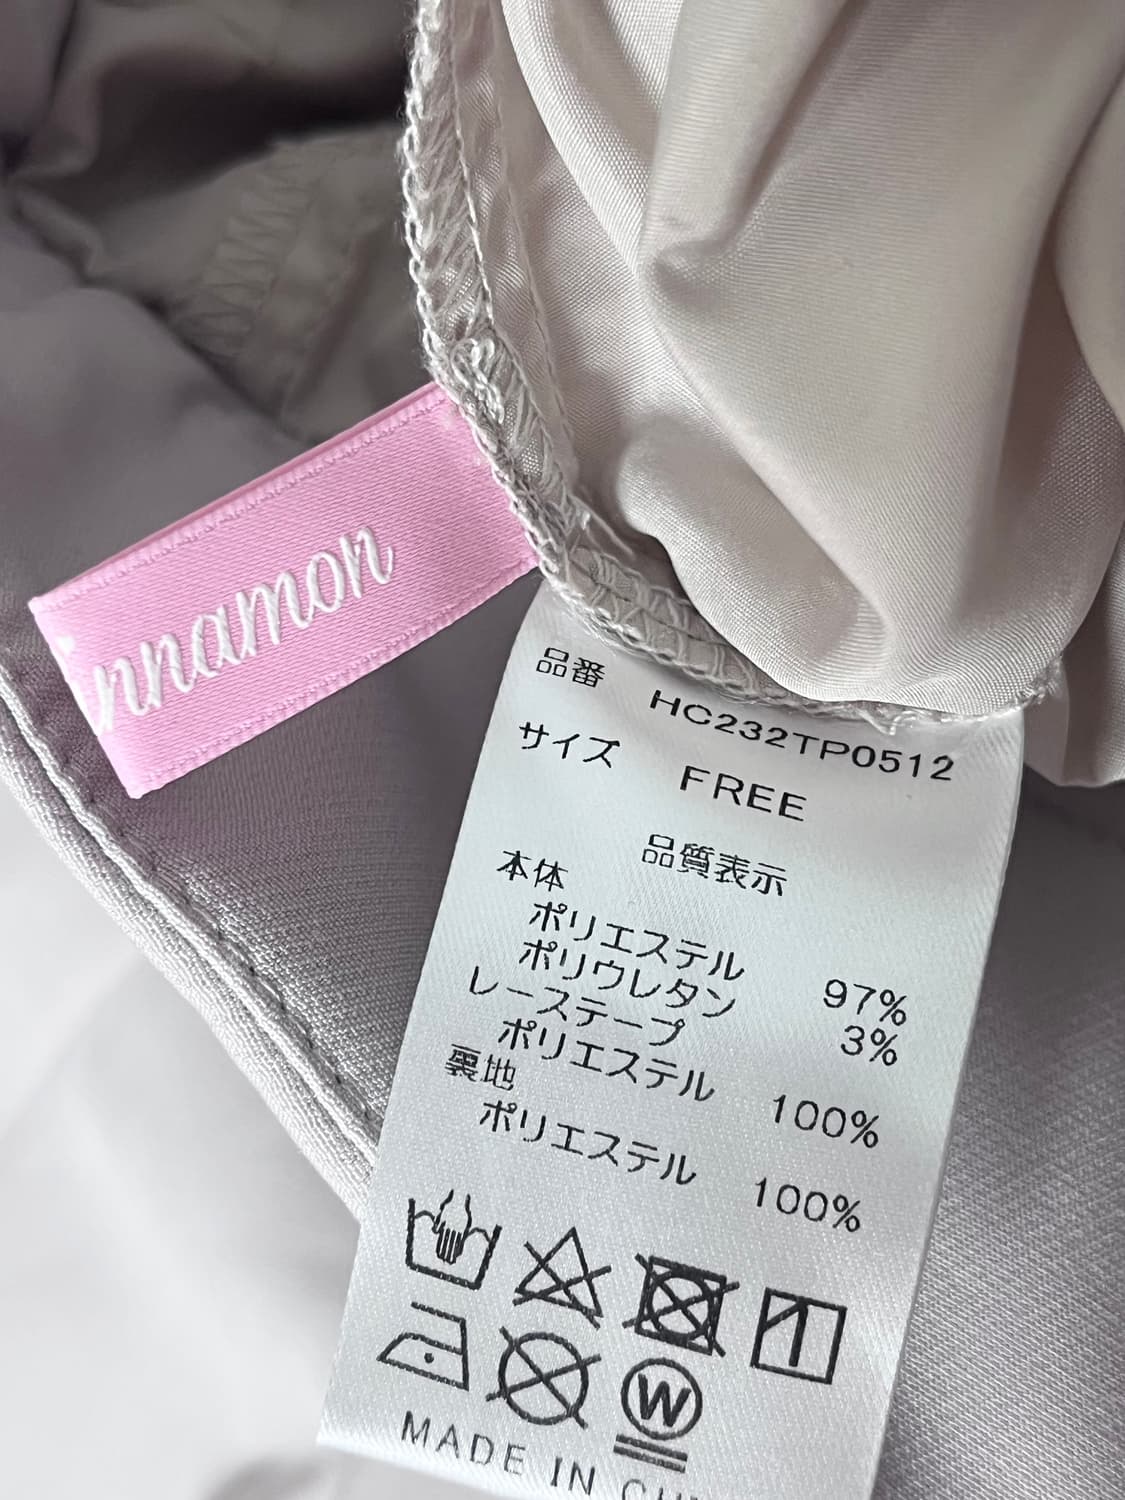 nnamon
品番 HC232TP0512
サイズ FREE
品質表示
本体
ポリエステル 97%
ポリウレタン 3%
レーステープ
ポリエステル 100%
裏地
ポリエステル 100%
W
MADE IN